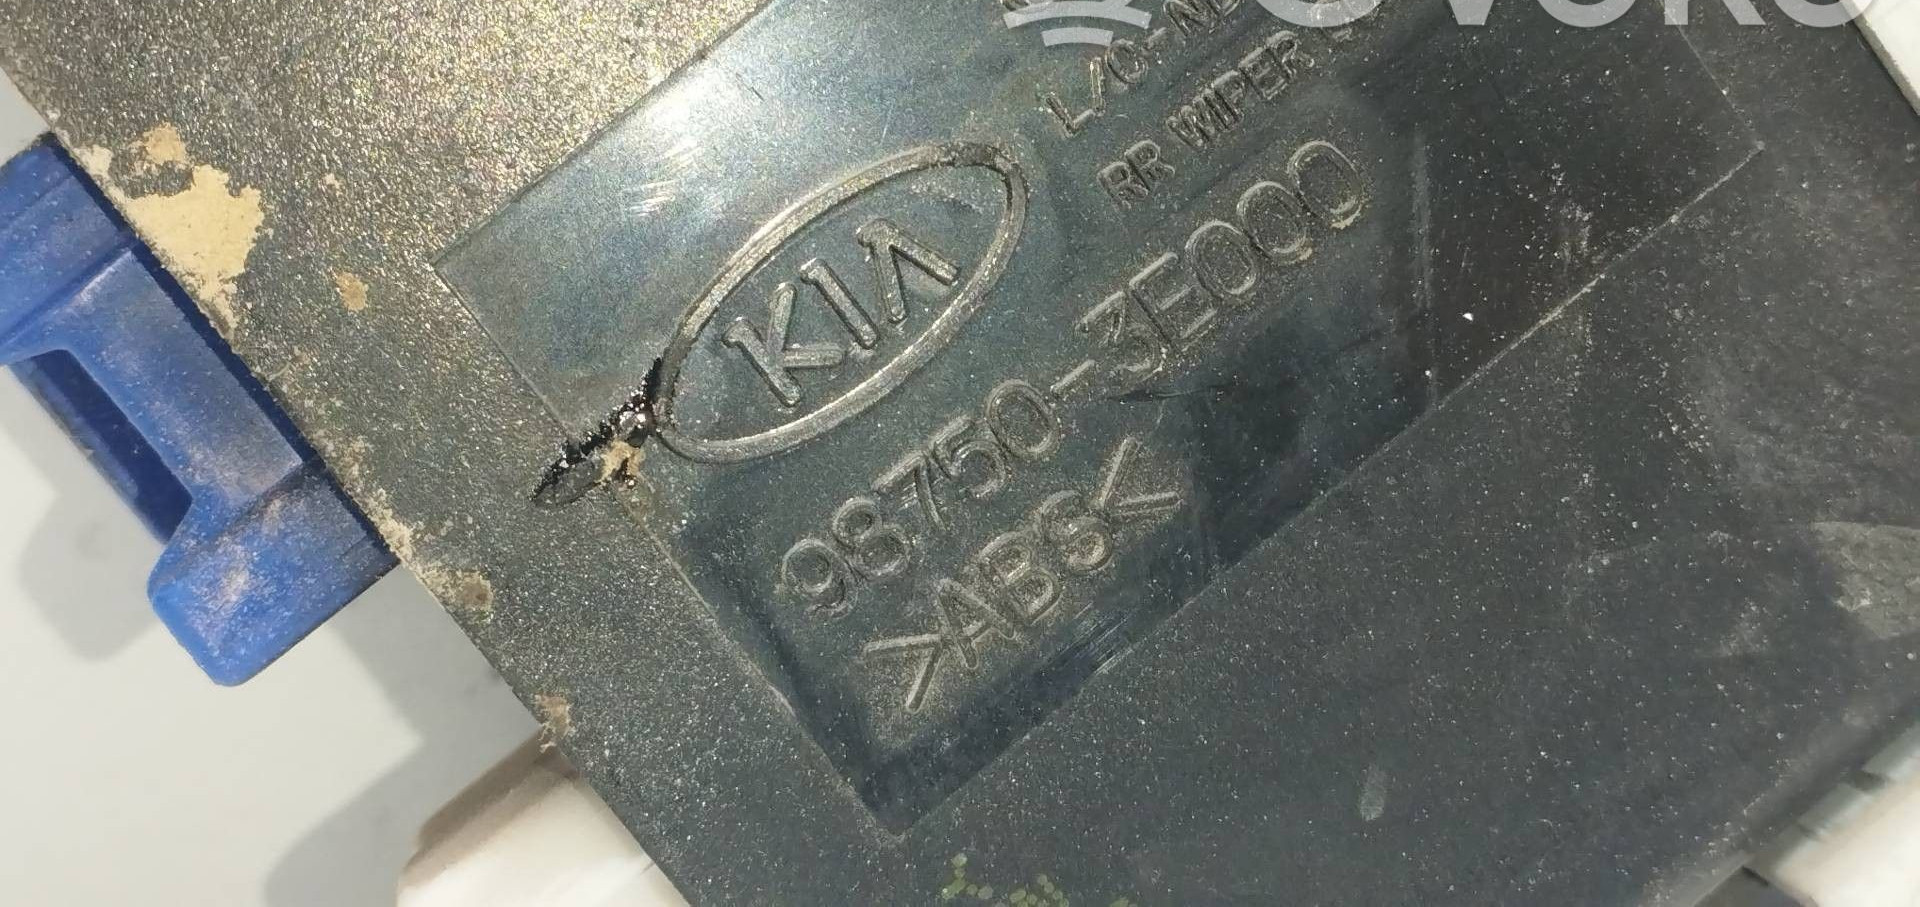 L/C-N
RR WIPER
KIA
98750-3E000
>ABS<